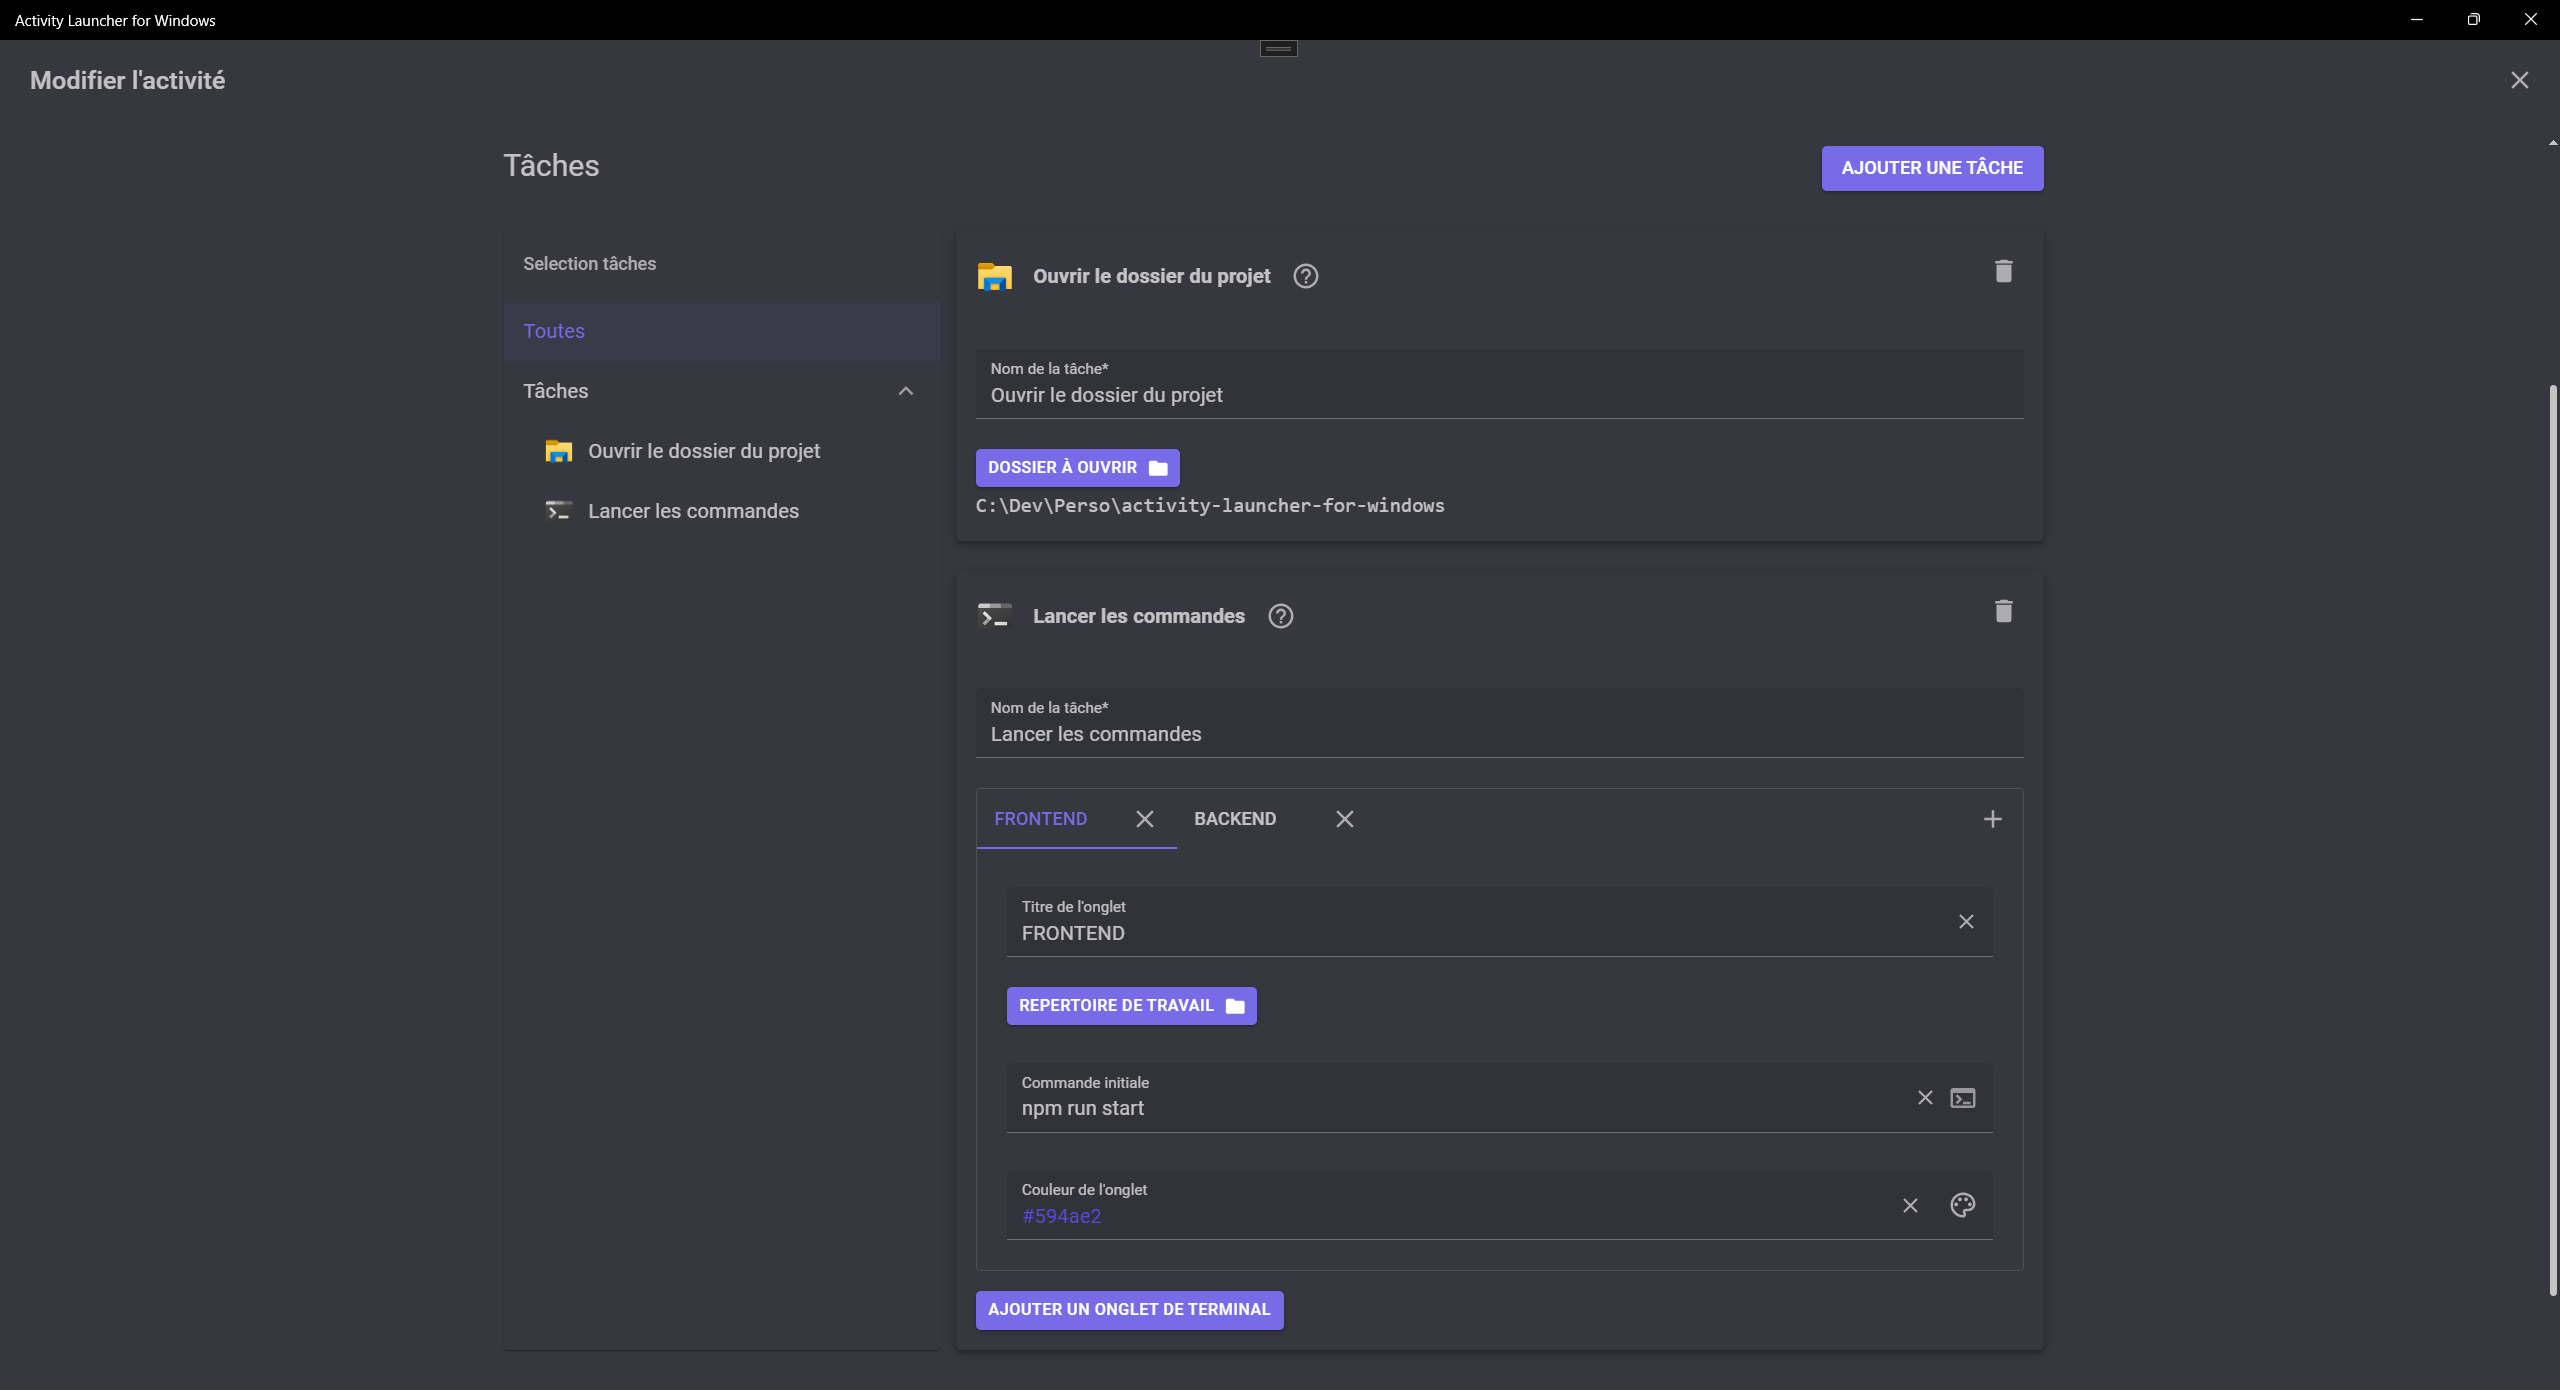 Activity Launcher for Windows
Modifier l'activité
Tâches
AJOUTER UNE TÂCHE
Selection tâches
Toutes
Tâches
Ouvrir le dossier du projet
Lancer les commandes
Ouvrir le dossier du projet
Nom de la tâche*
Ouvrir le dossier du projet
DOSSIER À OUVRIR
C:\Dev\Perso\activity-launcher-for-windows
Lancer les commandes
Nom de la tâche*
Lancer les commandes
FRONTEND
BACKEND
Titre de l'onglet
FRONTEND
REPERTOIRE DE TRAVAIL
Commande initiale
npm run start
Couleur de l'onglet
#594ae2
AJOUTER UN ONGLET DE TERMINAL